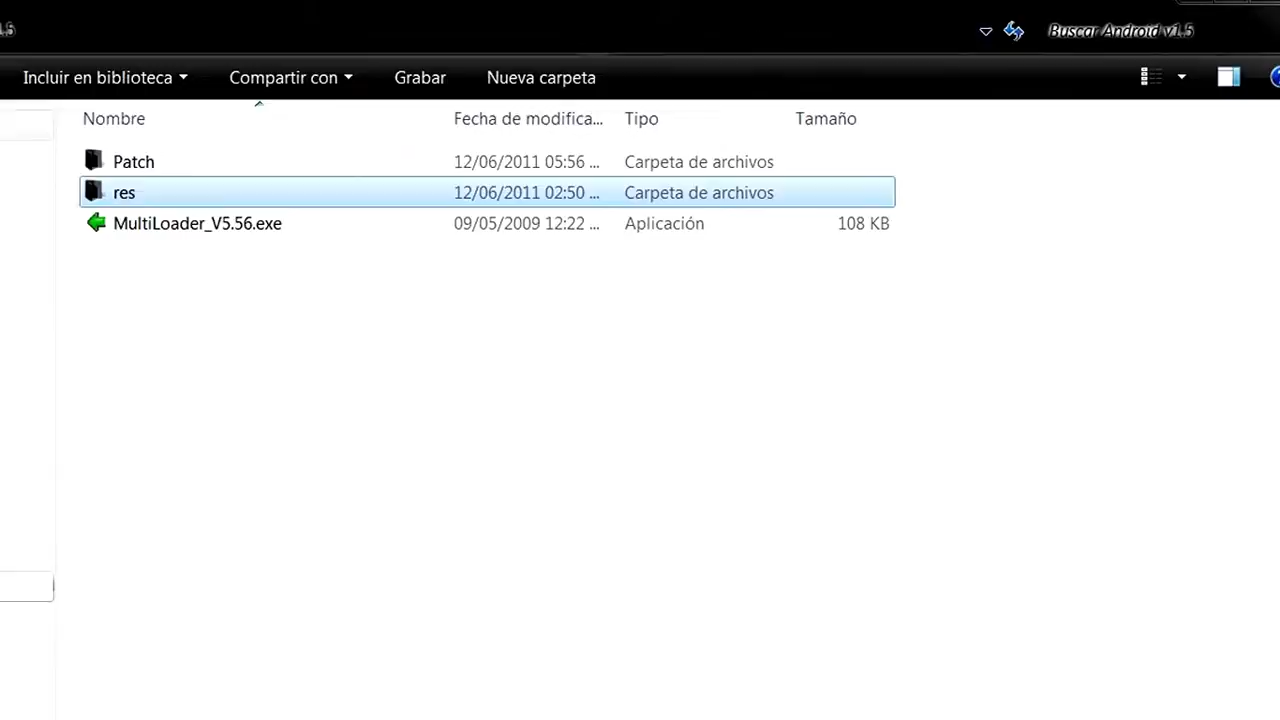 1.5 Buscar Android v1.5
Incluir en biblioteca Compartir con Grabar Nueva carpeta
Nombre Fecha de modifica... Tipo Tamaño
Patch 12/06/2011 05:56 ... Carpeta de archivos
res 12/06/2011 02:50 ... Carpeta de archivos
MultiLoader_V5.56.exe 09/05/2009 12:22 ... Aplicación 108 KB